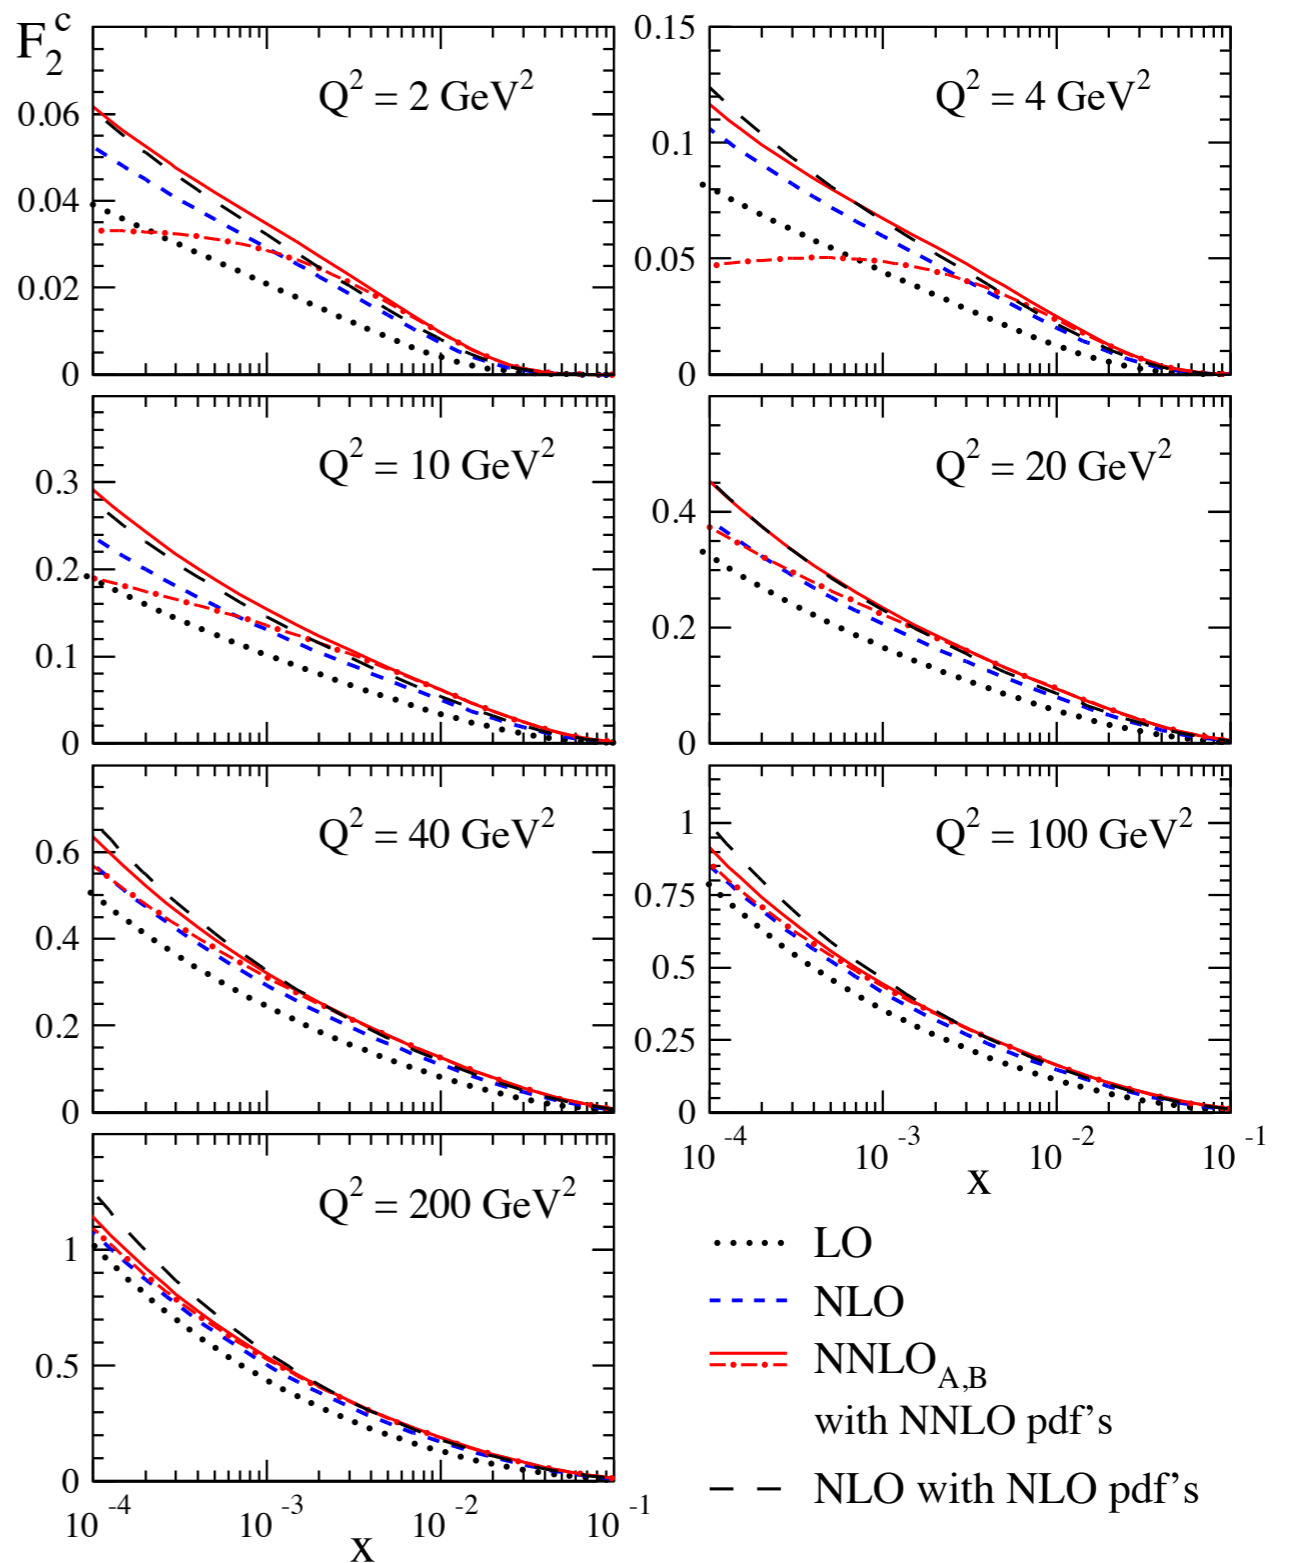 F₂ᶜ
Q² = 2 GeV²
0.06
0.04
0.02
0
Q² = 4 GeV²
0.15
0.1
0.05
0
Q² = 10 GeV²
0.3
0.2
0.1
0
Q² = 20 GeV²
0.4
0.2
0
Q² = 40 GeV²
0.6
0.4
0.2
0
Q² = 100 GeV²
1
0.75
0.5
0.25
0
10⁻⁴ 10⁻³ 10⁻² 10⁻¹
x
Q² = 200 GeV²
1
0.5
0
10⁻⁴ 10⁻³ 10⁻² 10⁻¹
x
LO
NLO
NNLO_A,B
with NNLO pdf's
NLO with NLO pdf's